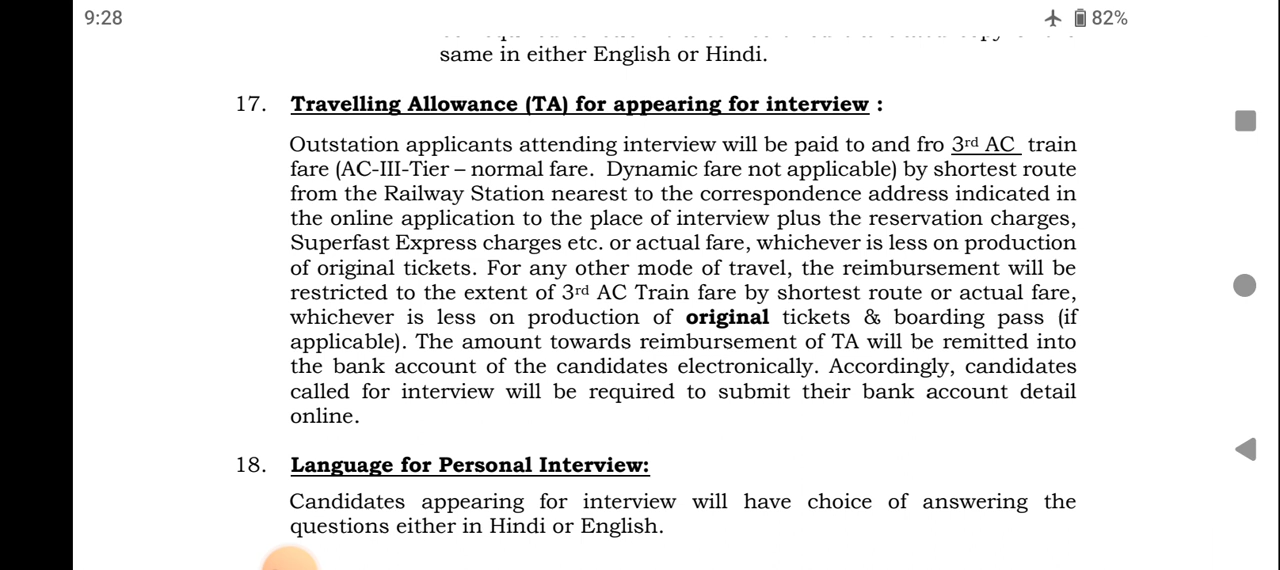 9:28
82%
same in either English or Hindi.
17. Travelling Allowance (TA) for appearing for interview :
Outstation applicants attending interview will be paid to and fro 3rd AC train
fare (AC-III-Tier – normal fare. Dynamic fare not applicable) by shortest route
from the Railway Station nearest to the correspondence address indicated in
the online application to the place of interview plus the reservation charges,
Superfast Express charges etc. or actual fare, whichever is less on production
of original tickets. For any other mode of travel, the reimbursement will be
restricted to the extent of 3rd AC Train fare by shortest route or actual fare,
whichever is less on production of original tickets & boarding pass (if
applicable). The amount towards reimbursement of TA will be remitted into
the bank account of the candidates electronically. Accordingly, candidates
called for interview will be required to submit their bank account detail
online.
18. Language for Personal Interview:
Candidates appearing for interview will have choice of answering the
questions either in Hindi or English.